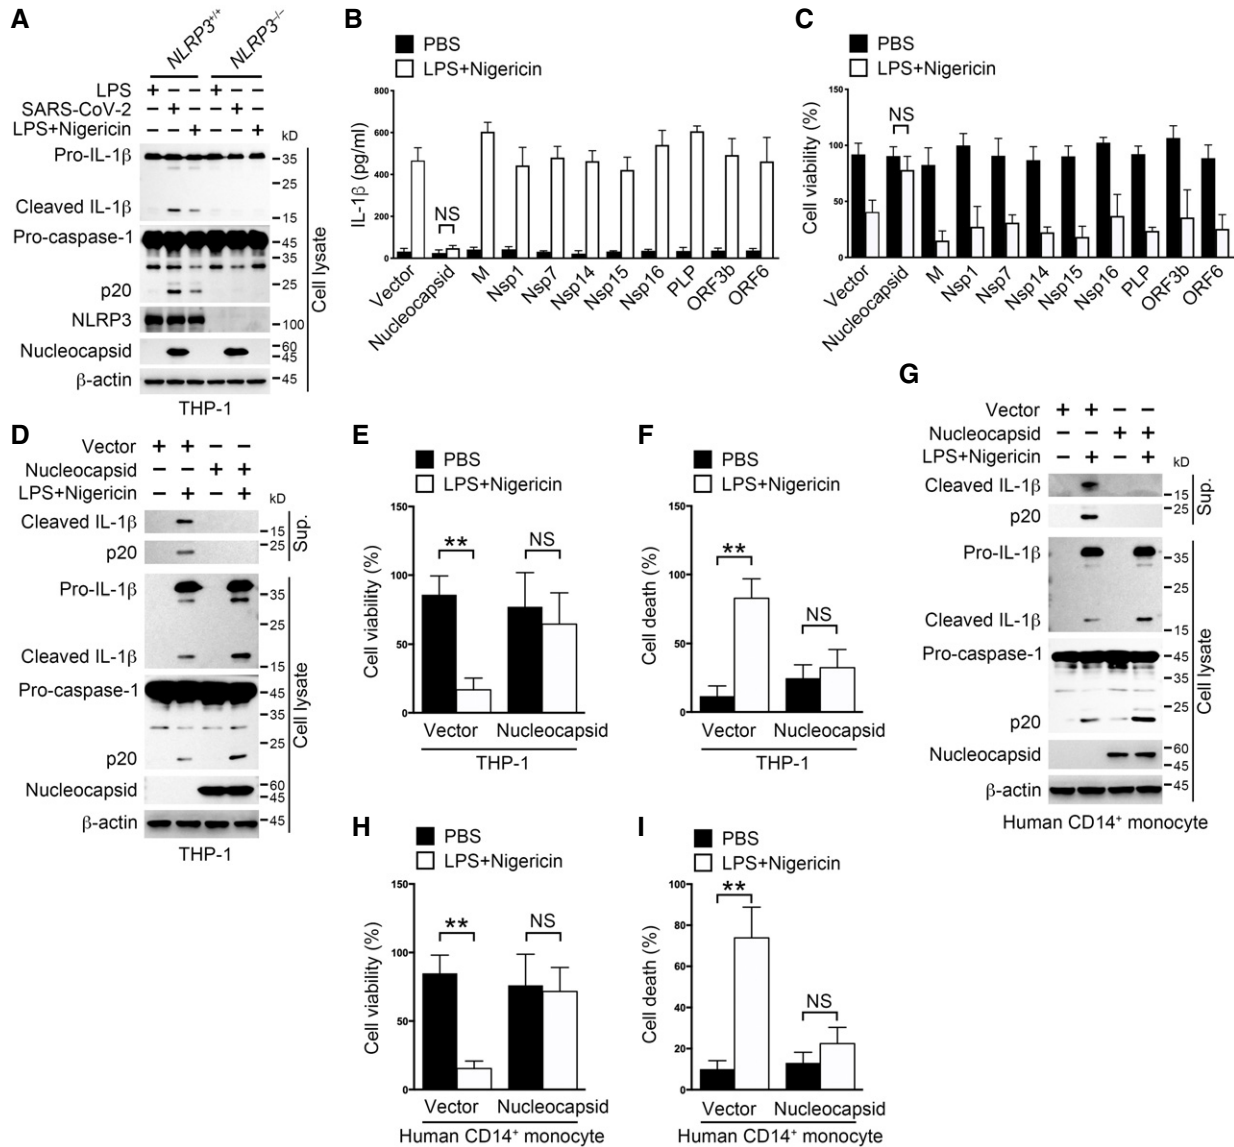 A
NLRP3+/+ NLRP3−/−
LPS + − − + − −
SARS-CoV-2 − + − − + −
LPS+Nigericin − − + − − +
kD
Pro-IL-1β
35
25
Cleaved IL-1β
15
Pro-caspase-1
45
35
25
p20
NLRP3
100
Nucleocapsid
60
45
β-actin
45
Cell lysate
THP-1
B
PBS
LPS+Nigericin
IL-1β (pg/ml)
800
600
400
200
0
NS
Vector Nucleocapsid M Nsp1 Nsp7 Nsp14 Nsp15 Nsp16 PLP ORF3b ORF6
C
PBS
LPS+Nigericin
Cell viability (%)
150
100
50
0
NS
Vector Nucleocapsid M Nsp1 Nsp7 Nsp14 Nsp15 Nsp16 PLP ORF3b ORF6
D
Vector + + − −
Nucleocapsid − − + +
LPS+Nigericin − + − +
kD
Cleaved IL-1β
15
p20
25
Sup.
Pro-IL-1β
35
25
Cleaved IL-1β
15
Pro-caspase-1
45
35
25
p20
Nucleocapsid
60
45
β-actin
45
Cell lysate
THP-1
E
PBS
LPS+Nigericin
Cell viability (%)
150
100
50
0
** NS
Vector Nucleocapsid
THP-1
F
PBS
LPS+Nigericin
Cell death (%)
150
100
50
0
** NS
Vector Nucleocapsid
THP-1
G
Vector + + − −
Nucleocapsid − − + +
LPS+Nigericin − + − +
kD
Cleaved IL-1β
15
p20
25
Sup.
Pro-IL-1β
35
25
Cleaved IL-1β
15
Pro-caspase-1
45
35
25
p20
Nucleocapsid
60
45
β-actin
45
Cell lysate
Human CD14+ monocyte
H
PBS
LPS+Nigericin
Cell viability (%)
150
100
50
0
** NS
Vector Nucleocapsid
Human CD14+ monocyte
I
PBS
LPS+Nigericin
Cell death (%)
100
80
60
40
20
0
** NS
Vector Nucleocapsid
Human CD14+ monocyte